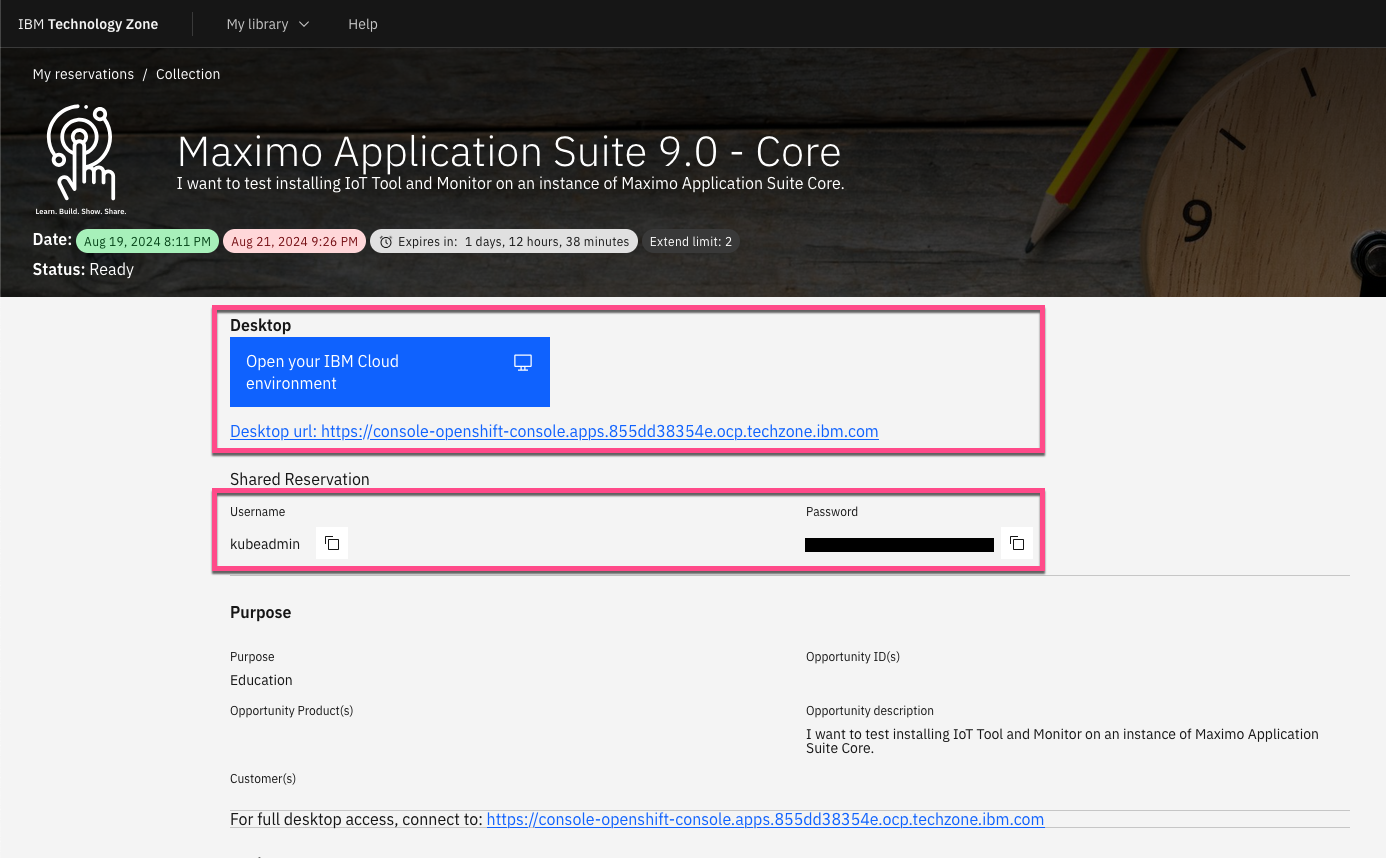 IBM Technology Zone
My library
Help
My reservations / Collection
Maximo Application Suite 9.0 - Core
I want to test installing IoT Tool and Monitor on an instance of Maximo Application Suite Core.
Learn. Build. Show. Share.
9
Date: Aug 19, 2024 8:11 PM Aug 21, 2024 9:26 PM Expires in: 1 days, 12 hours, 38 minutes Extend limit: 2
Status: Ready
Desktop
Open your IBM Cloud
environment
Desktop url: https://console-openshift-console.apps.855dd38354e.ocp.techzone.ibm.com
Shared Reservation
Username Password
kubeadmin
Purpose
Purpose Opportunity ID(s)
Education
Opportunity Product(s) Opportunity description
I want to test installing IoT Tool and Monitor on an instance of Maximo Application
Suite Core.
Customer(s)
For full desktop access, connect to: https://console-openshift-console.apps.855dd38354e.ocp.techzone.ibm.com